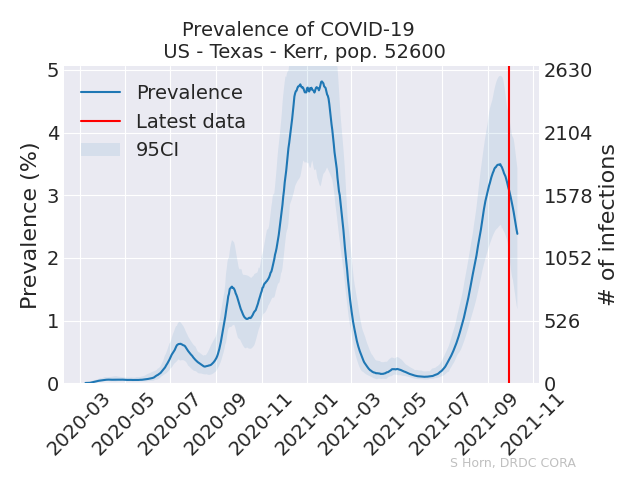 Prevalence of COVID-19
US - Texas - Kerr, pop. 52600
Prevalence (%)
5
4
3
2
1
0
Prevalence
Latest data
95CI
2630
2104
1578
1052
526
0
# of infections
2020-03
2020-05
2020-07
2020-09
2020-11
2021-01
2021-03
2021-05
2021-07
2021-09
2021-11
S Horn, DRDC CORA